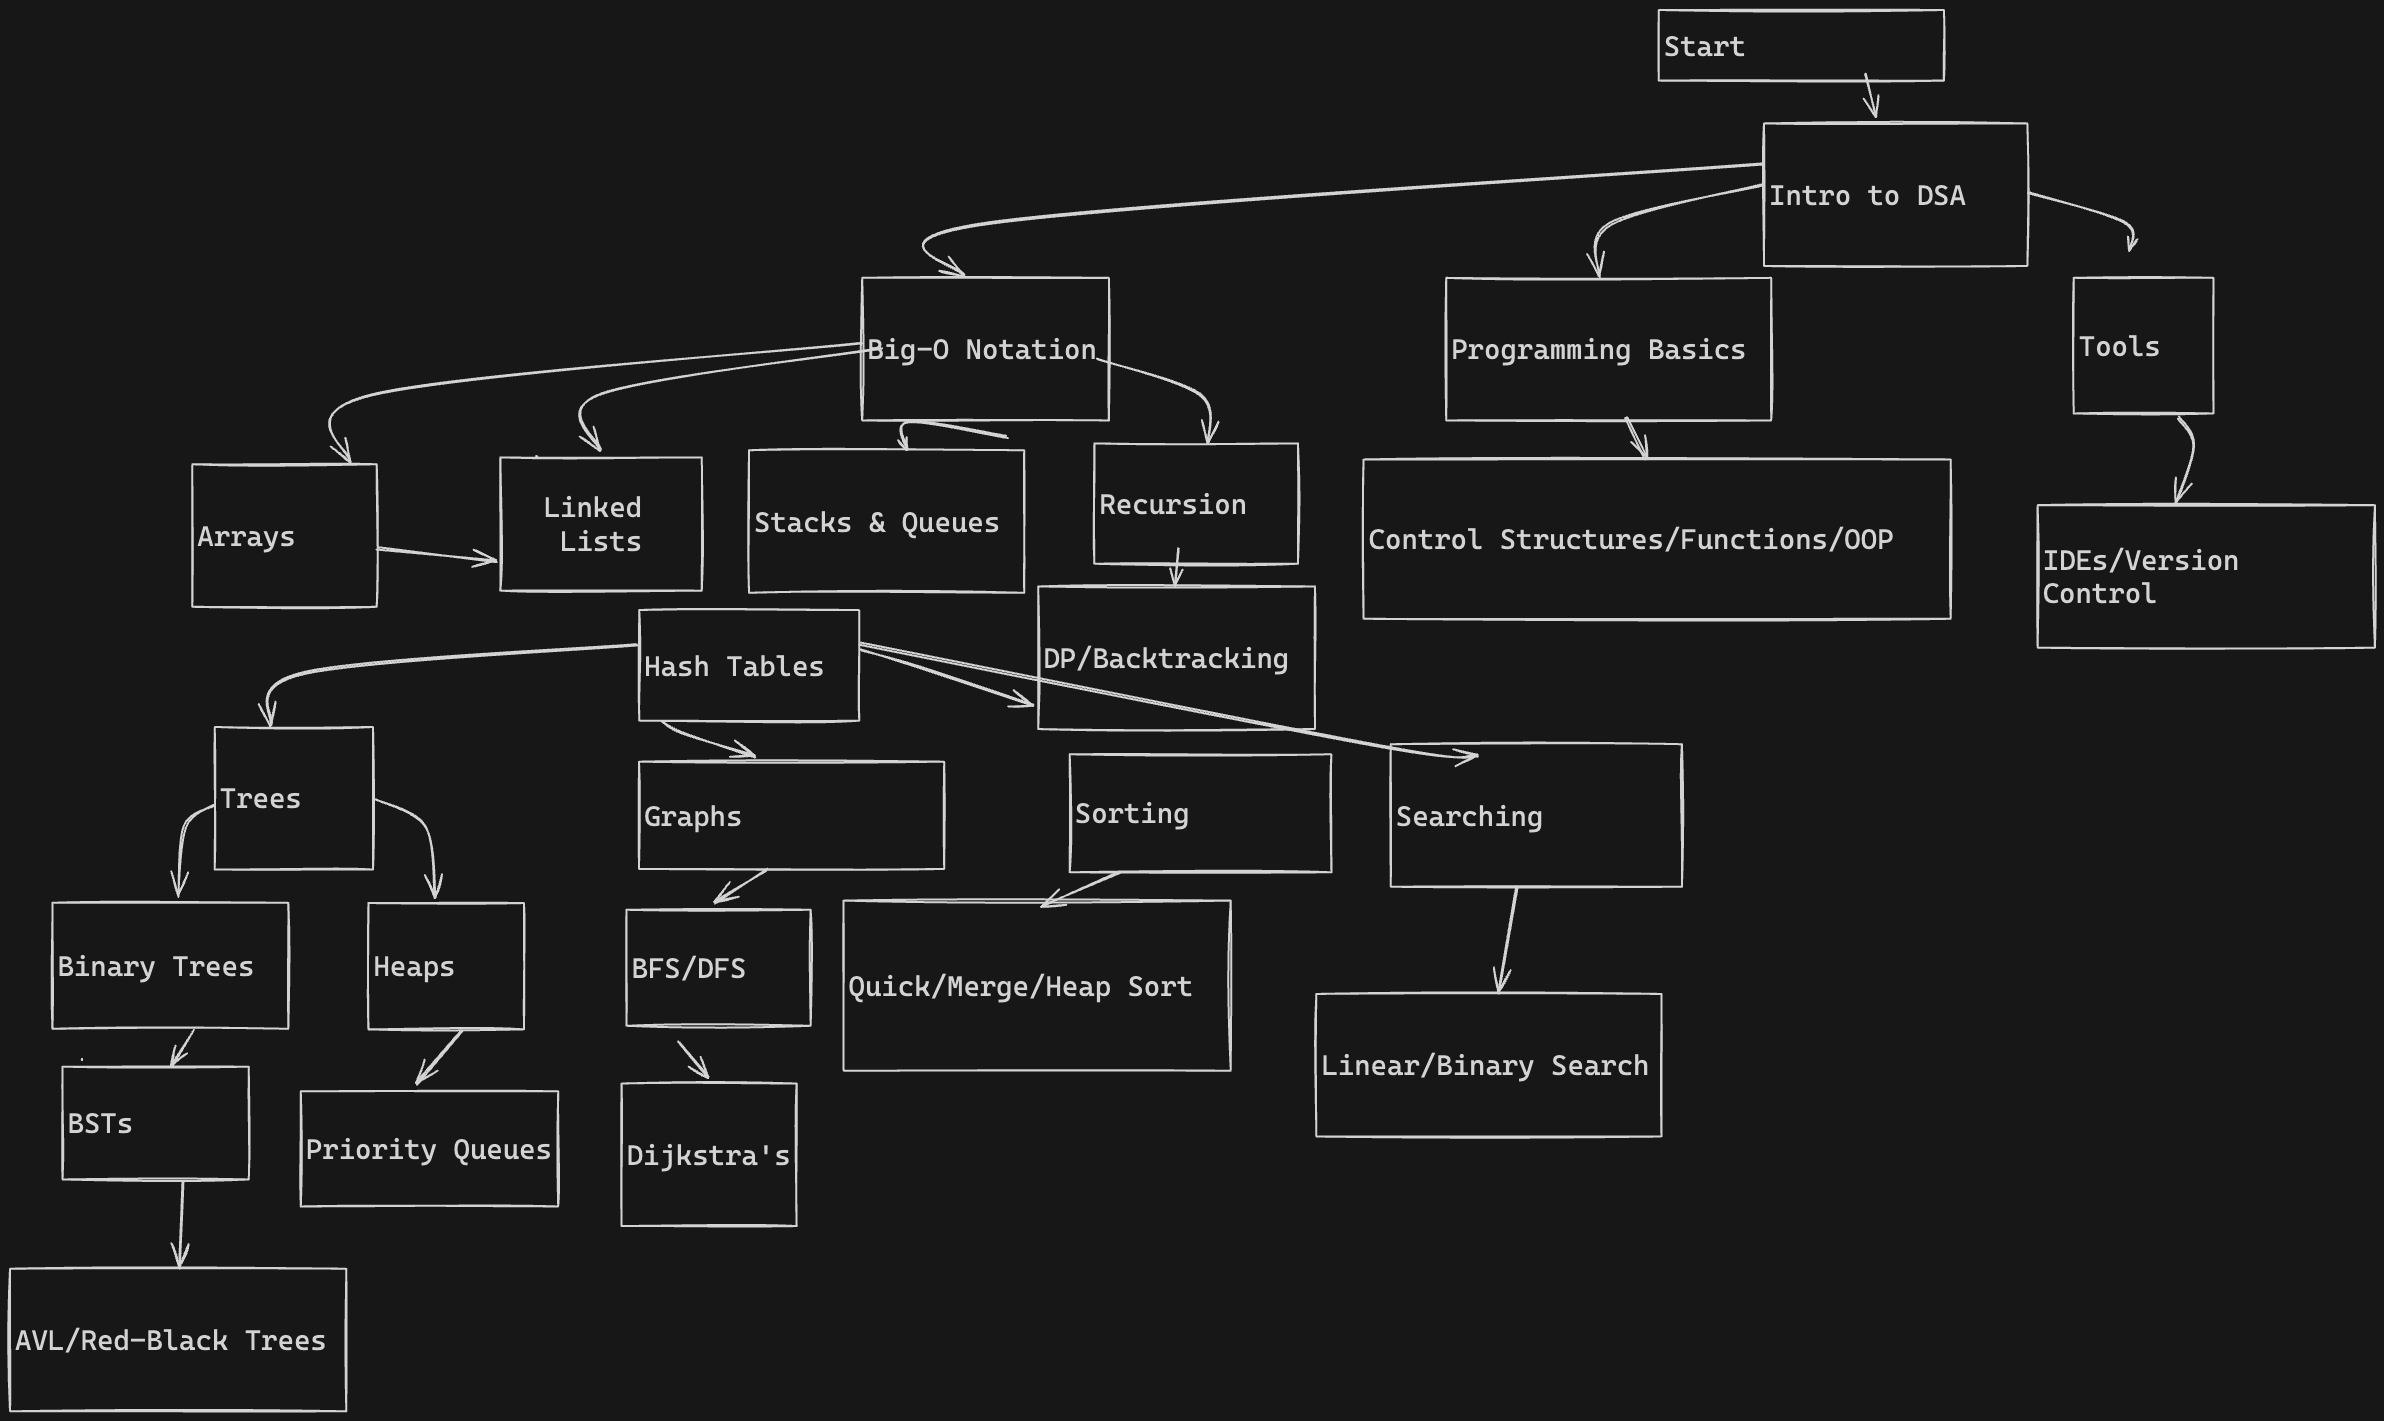 Start
Intro to DSA
Big-O Notation
Programming Basics
Tools
Arrays
Linked
Lists
Stacks & Queues
Recursion
Control Structures/Functions/OOP
IDEs/Version
Control
Hash Tables
DP/Backtracking
Trees
Graphs
Sorting
Searching
Binary Trees
Heaps
BFS/DFS
Quick/Merge/Heap Sort
Linear/Binary Search
BSTs
Priority Queues
Dijkstra's
AVL/Red-Black Trees